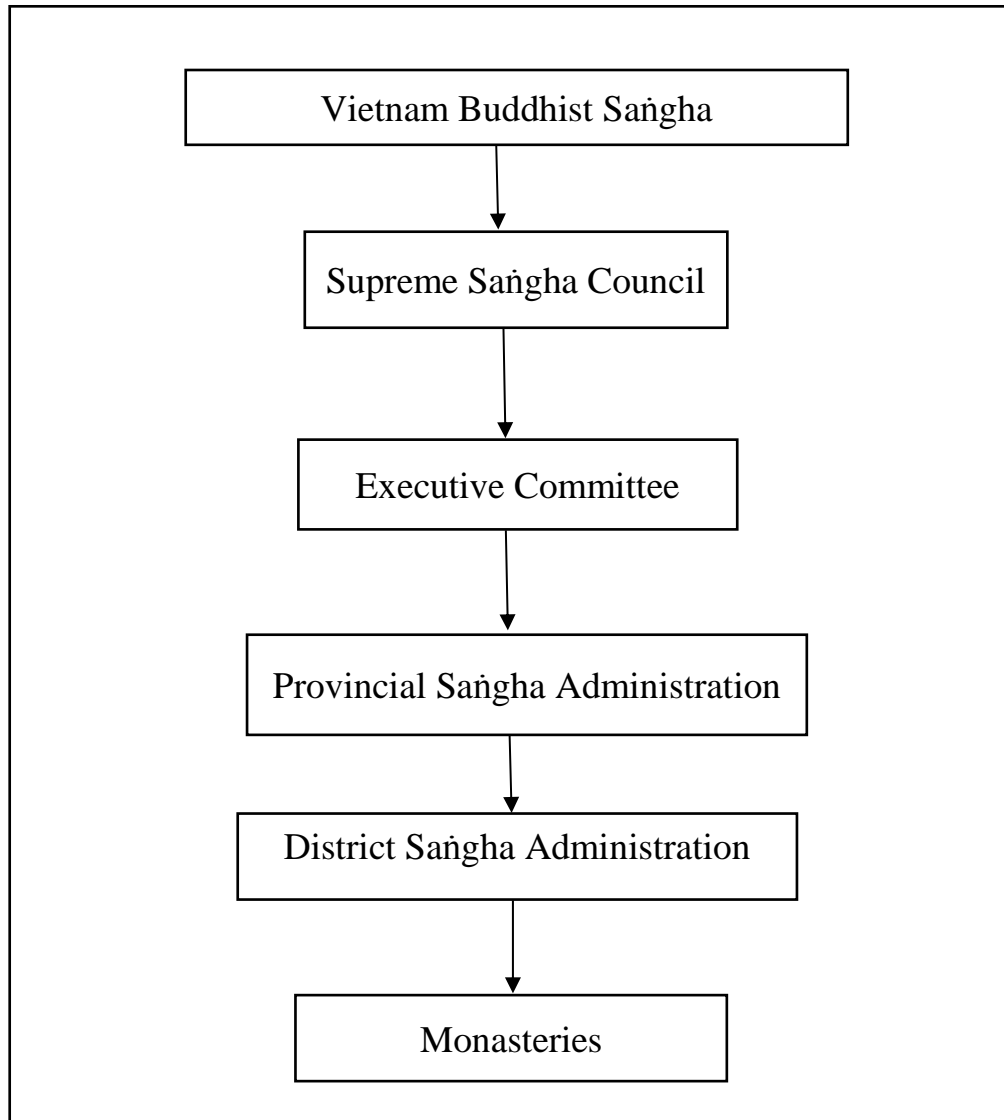 Vietnam Buddhist Saṅgha
Supreme Saṅgha Council
Executive Committee
Provincial Saṅgha Administration
District Saṅgha Administration
Monasteries